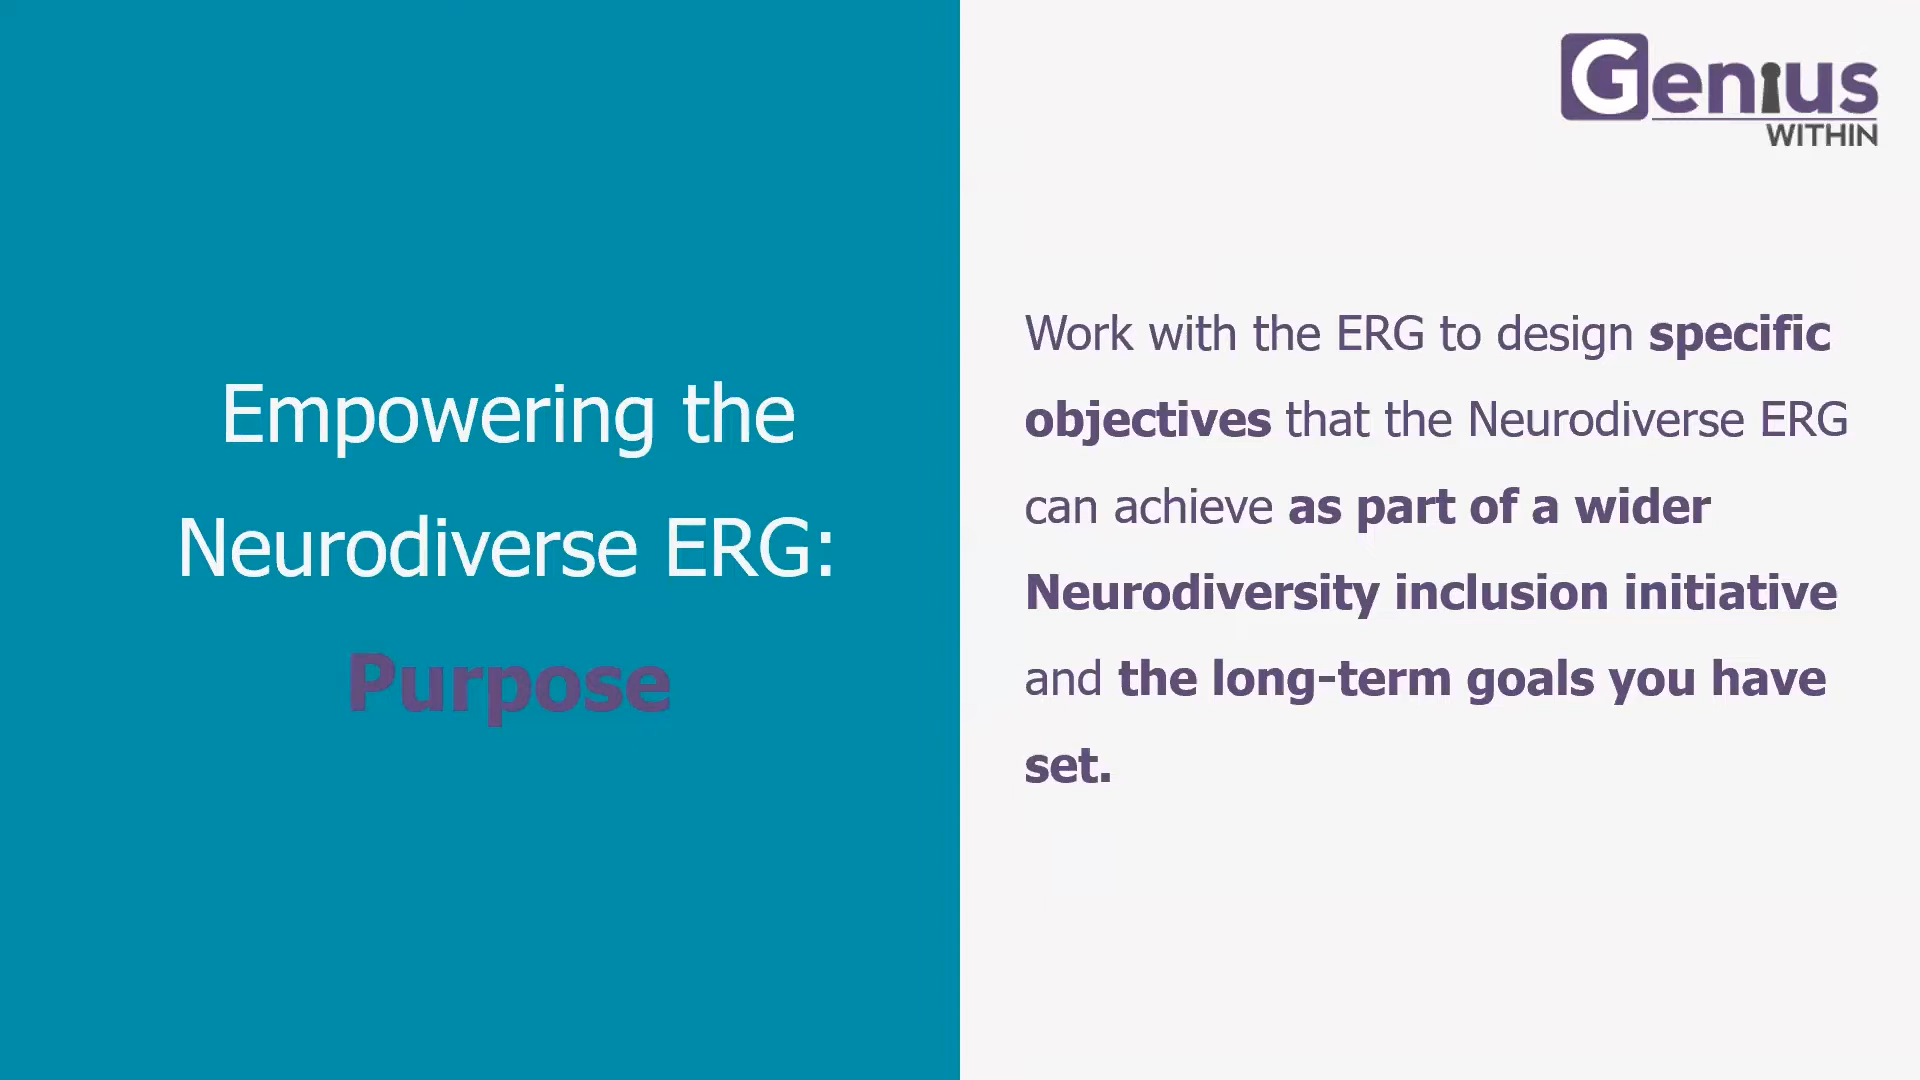 Genius
WITHIN
Empowering the
Neurodiverse ERG:
Purpose
Work with the ERG to design specific
objectives that the Neurodiverse ERG
can achieve as part of a wider
Neurodiversity inclusion initiative
and the long-term goals you have
set.